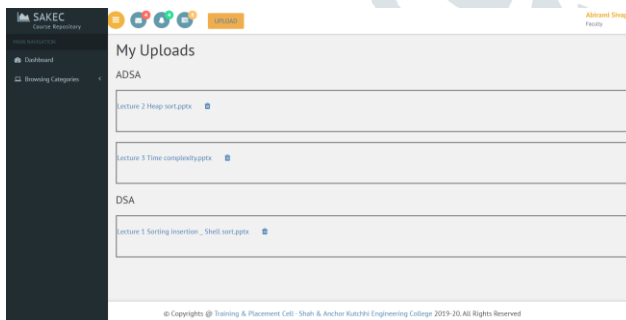 SAKEC
Course Repository
MAIN NAVIGATION
Dashboard
Browsing Categories
UPLOAD
Faculty
My Uploads
ADSA
Lecture 2 Heap sort.pptx
Lecture 3 Time complexity.pptx
DSA
Lecture 1 Sorting insertion _ Shell sort.pptx
© Copyrights @ Training & Placement Cell - Shah & Anchor Kutchhi Engineering College 2019-20. All Rights Reserved